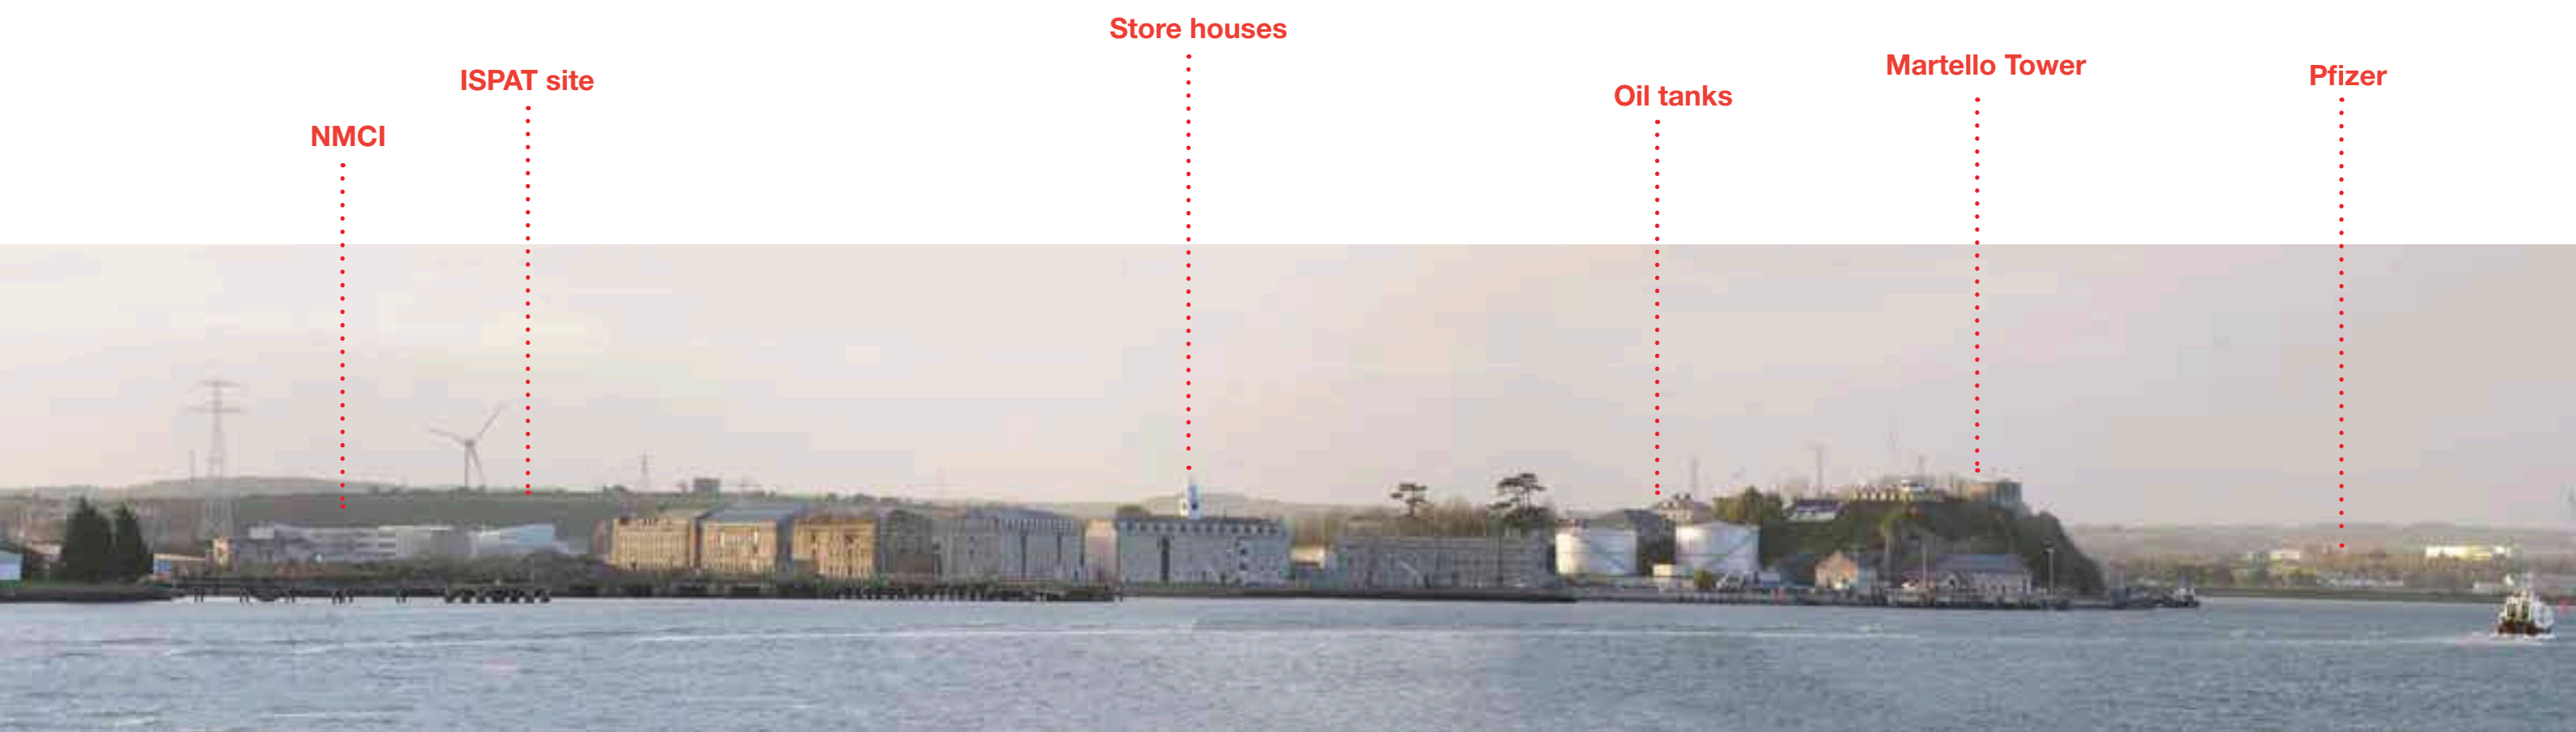 NMCI
ISPAT site
Store houses
Oil tanks
Martello Tower
Pfizer